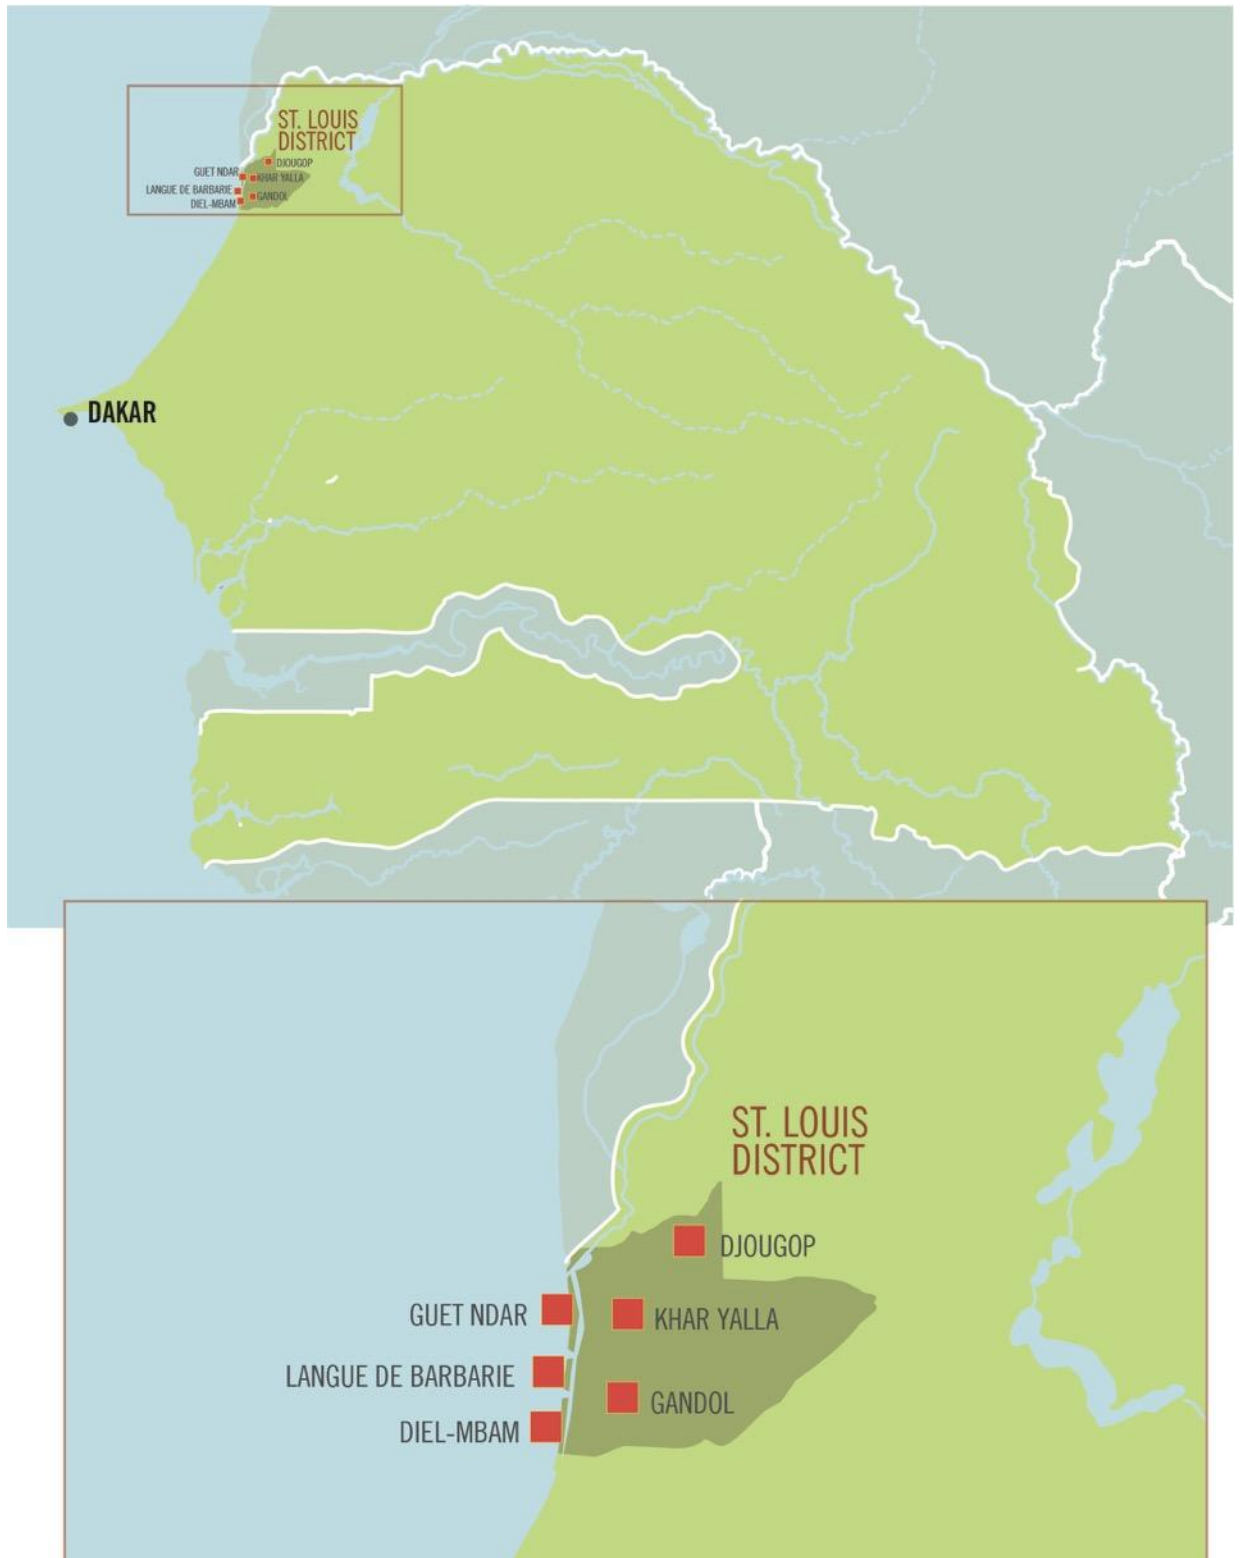 ST. LOUIS
DISTRICT
DJOUGOP
GUET NDAR
KHAR YALLA
LANGUE DE BARBARIE
GANDOL
DIEL-MBAM
DAKAR
ST. LOUIS
DISTRICT
DJOUGOP
GUET NDAR
KHAR YALLA
LANGUE DE BARBARIE
GANDOL
DIEL-MBAM